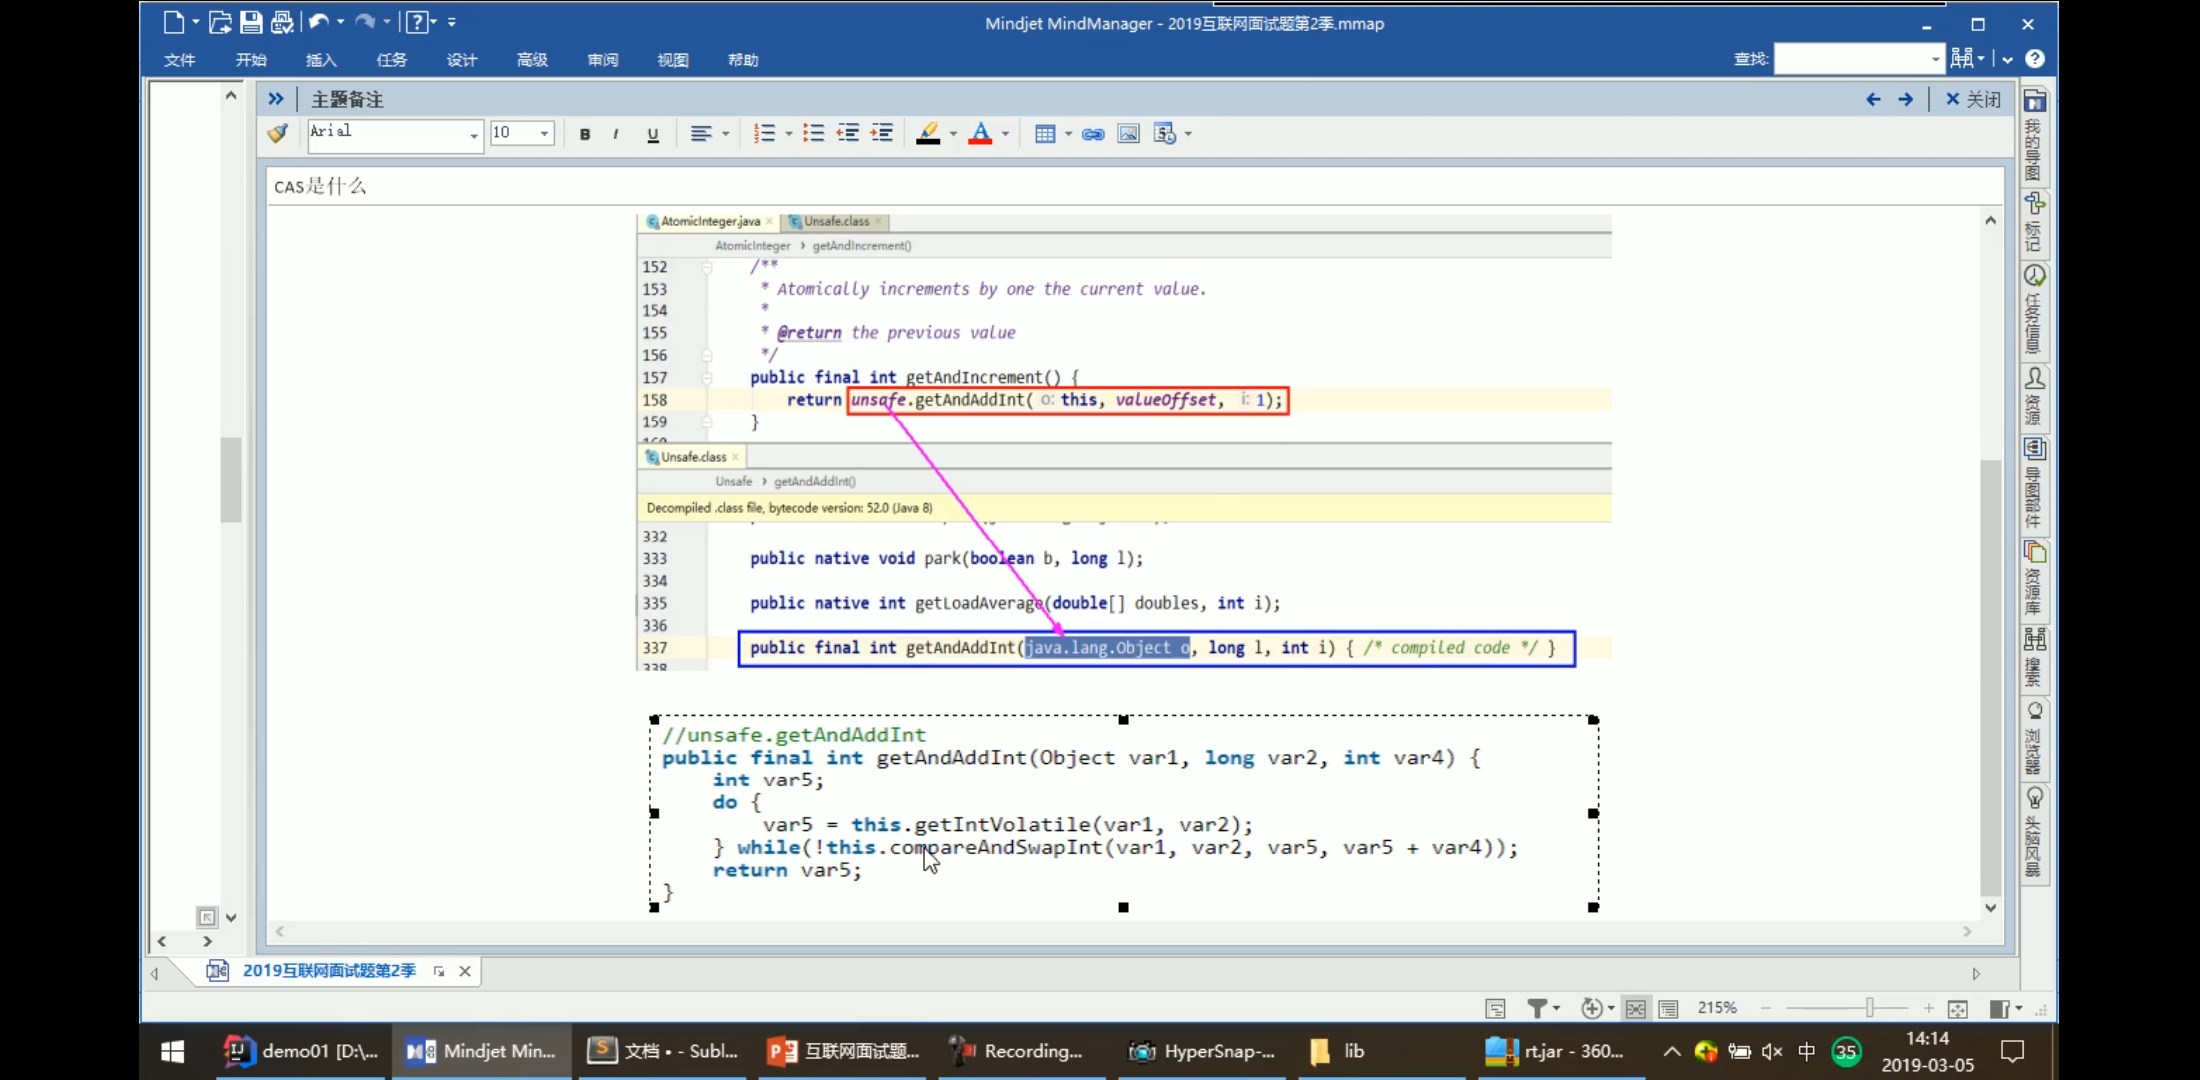 Mindjet MindManager - 2019互联网面试题第2季.mmap
文件 开始 插入 任务 设计 高级 审阅 视图 帮助
查找:
主题备注
关闭
Arial 10
B I U
CAS是什么
AtomicInteger.java Unsafe.class
AtomicInteger > getAndIncrement()
152 /**
153 * Atomically increments by one the current value.
154 *
155 * @return the previous value
156 */
157 public final int getAndIncrement() {
158 return unsafe.getAndAddInt( o: this, valueOffset, i: 1);
159 }
Unsafe.class
Unsafe > getAndAddInt()
Decompiled .class file, bytecode version: 52.0 (Java 8)
332
333 public native void park(boolean b, long l);
334
335 public native int getLoadAverage(double[] doubles, int i);
336
337 public final int getAndAddInt(java.lang.Object o, long l, int i) { /* compiled code */ }
338
//unsafe.getAndAddInt
public final int getAndAddInt(Object var1, long var2, int var4) {
int var5;
do {
var5 = this.getIntVolatile(var1, var2);
} while(!this.compareAndSwapInt(var1, var2, var5, var5 + var4));
return var5;
}
我的导图
标记
任务信息
资源
导图部件
资源库
搜索
浏览器
头脑风暴
2019互联网面试题第2季
215%
demo01 [D:\... Mindjet Min... 文档 • - Subl... 互联网面试题... Recording... HyperSnap-... lib rt.jar - 360... 中 35
14:14
2019-03-05